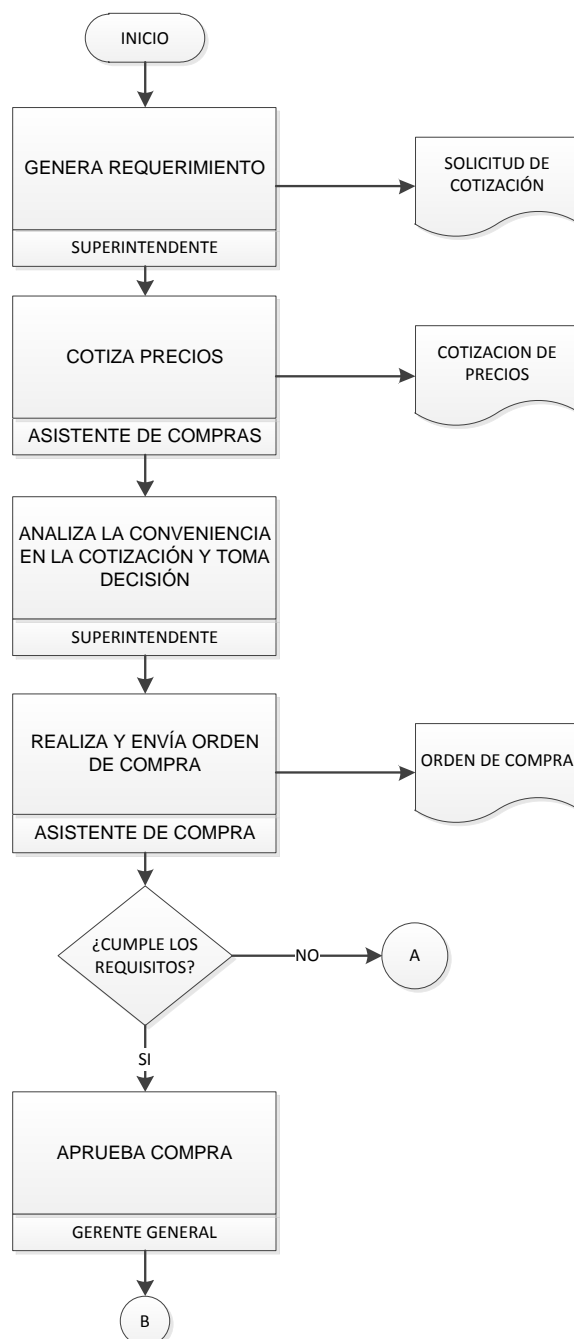 INICIO
GENERA REQUERIMIENTO
SUPERINTENDENTE
SOLICITUD DE
COTIZACIÓN
COTIZA PRECIOS
ASISTENTE DE COMPRAS
COTIZACION DE
PRECIOS
ANALIZA LA CONVENIENCIA
EN LA COTIZACIÓN Y TOMA
DECISIÓN
SUPERINTENDENTE
REALIZA Y ENVÍA ORDEN
DE COMPRA
ASISTENTE DE COMPRA
ORDEN DE COMPRA
¿CUMPLE LOS
REQUISITOS?
NO
A
SI
APRUEBA COMPRA
GERENTE GENERAL
B